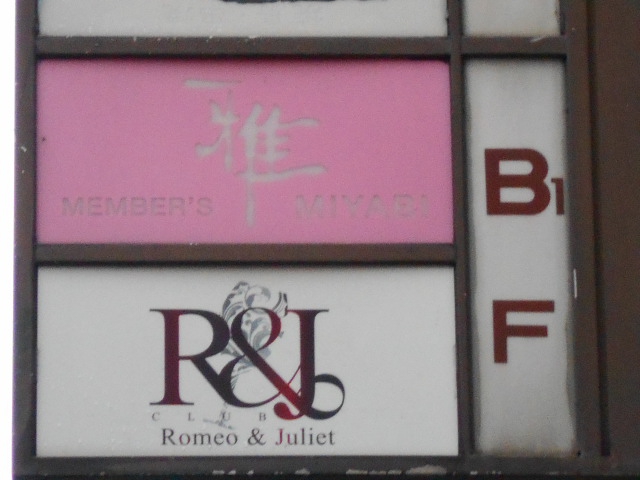 雅
MEMBER'S MIYABI
B1
F
R&J
CLUB
Romeo & Juliet